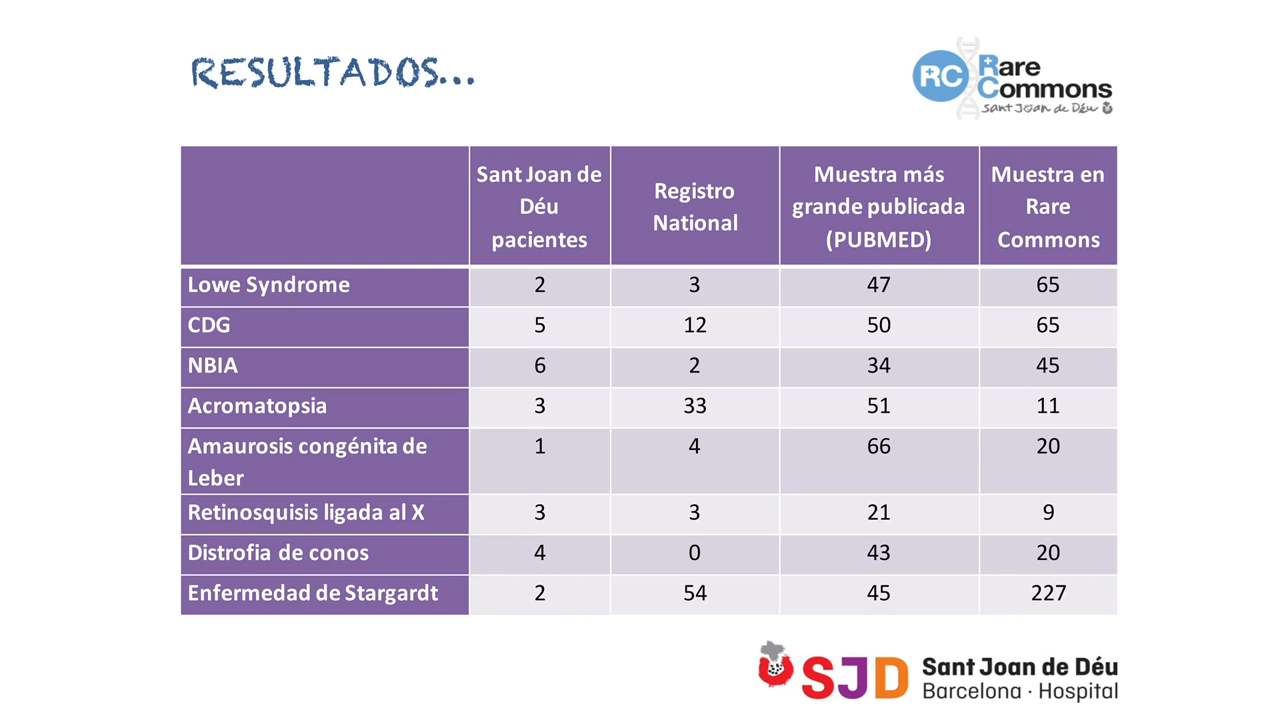 RESULTADOS...
RC Rare
Commons
Sant Joan de Déu
Sant Joan de
Déu
pacientes
Registro
National
Muestra más
grande publicada
(PUBMED)
Muestra en
Rare
Commons
Lowe Syndrome 2 3 47 65
CDG 5 12 50 65
NBIA 6 2 34 45
Acromatopsia 3 33 51 11
Amaurosis congénita de
Leber 1 4 66 20
Retinosquisis ligada al X 3 3 21 9
Distrofia de conos 4 0 43 20
Enfermedad de Stargardt 2 54 45 227
SJD Sant Joan de Déu
Barcelona · Hospital